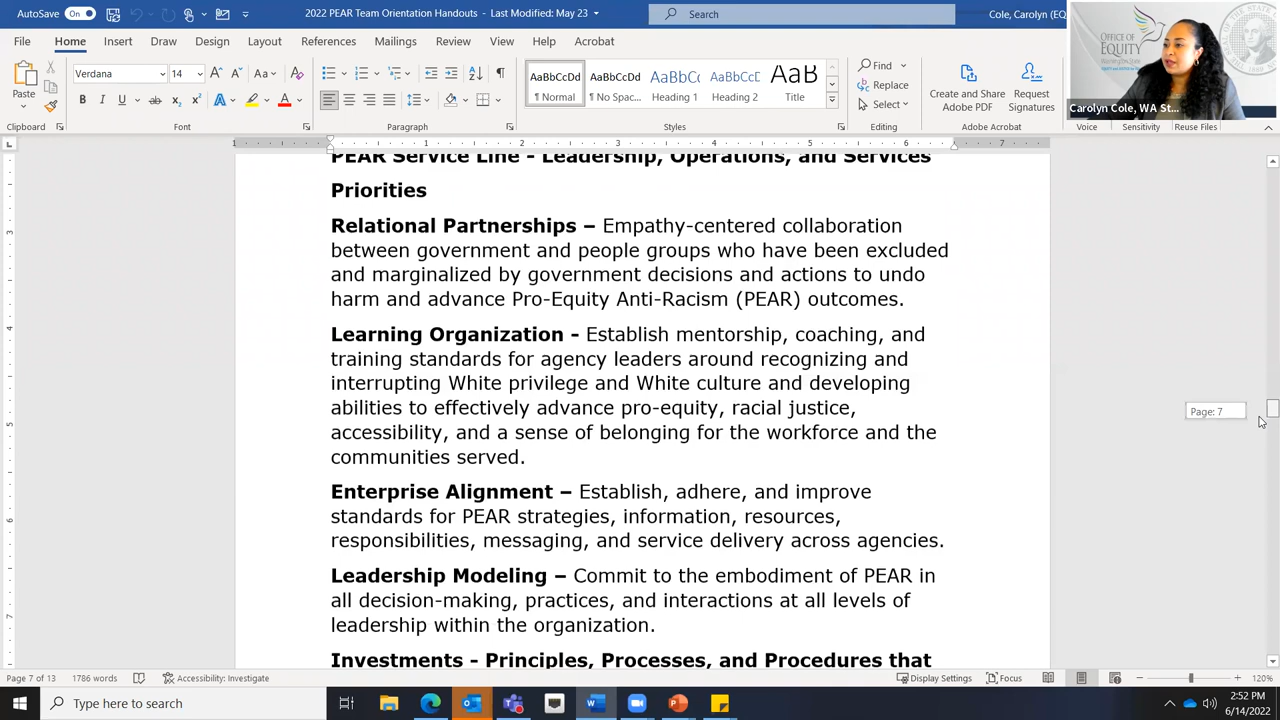 AutoSave On
2022 PEAR Team Orientation Handouts - Last Modified: May 23
Search
Cole, Carolyn (EQ
File Home Insert Draw Design Layout References Mailings Review View Help Acrobat
Paste
Clipboard
Verdana 14
Font
Paragraph
AaBbCcDd AaBbCcDd AaBbCc AaBbCcD AaB
¶ Normal ¶ No Spac... Heading 1 Heading 2 Title
Styles
Find
Replace
Select
Editing
Create and Share
Adobe PDF
Request
Signatures
Adobe Acrobat
Voice Sensitivity Reuse Files
OFFICE OF
EQUITY
Washington State
Carolyn Cole, WA St...
PEAR Service Line - Leadership, Operations, and Services
Priorities
Relational Partnerships – Empathy-centered collaboration
between government and people groups who have been excluded
and marginalized by government decisions and actions to undo
harm and advance Pro-Equity Anti-Racism (PEAR) outcomes.
Learning Organization - Establish mentorship, coaching, and
training standards for agency leaders around recognizing and
interrupting White privilege and White culture and developing
abilities to effectively advance pro-equity, racial justice,
accessibility, and a sense of belonging for the workforce and the
communities served.
Enterprise Alignment – Establish, adhere, and improve
standards for PEAR strategies, information, resources,
responsibilities, messaging, and service delivery across agencies.
Leadership Modeling – Commit to the embodiment of PEAR in
all decision-making, practices, and interactions at all levels of
leadership within the organization.
Investments - Principles, Processes, and Procedures that
Page: 7
Page 7 of 13 1786 words Accessibility: Investigate Display Settings Focus 120%
Type here to search
2:52 PM
6/14/2022